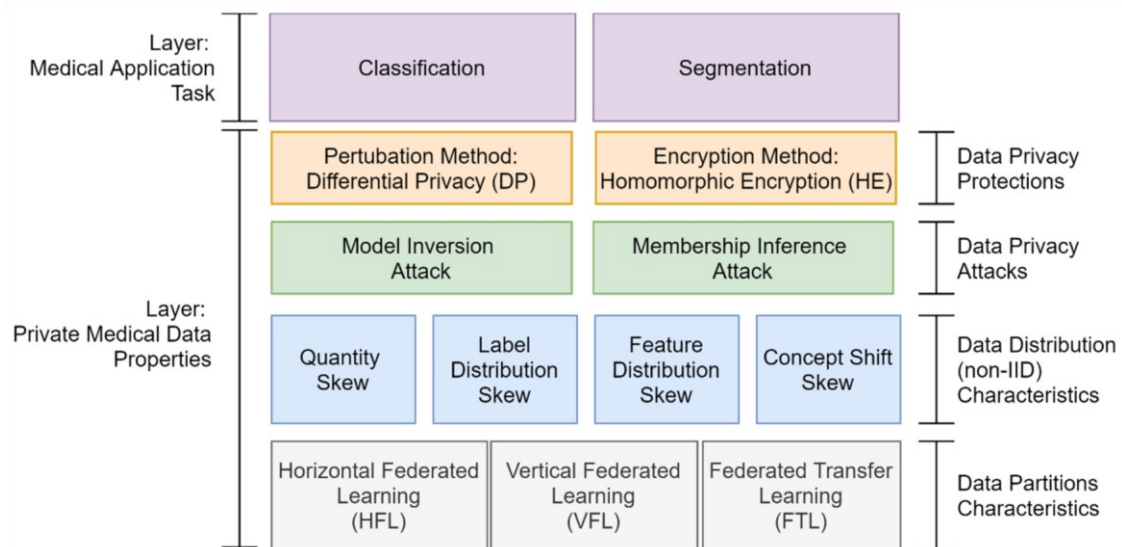 Layer:
Medical Application
Task
Classification
Segmentation
Pertubation Method:
Differential Privacy (DP)
Encryption Method:
Homomorphic Encryption (HE)
Data Privacy
Protections
Model Inversion
Attack
Membership Inference
Attack
Data Privacy
Attacks
Layer:
Private Medical Data
Properties
Quantity
Skew
Label
Distribution
Skew
Feature
Distribution
Skew
Concept Shift
Skew
Data Distribution
(non-IID)
Characteristics
Horizontal Federated
Learning
(HFL)
Vertical Federated
Learning
(VFL)
Federated Transfer
Learning
(FTL)
Data Partitions
Characteristics